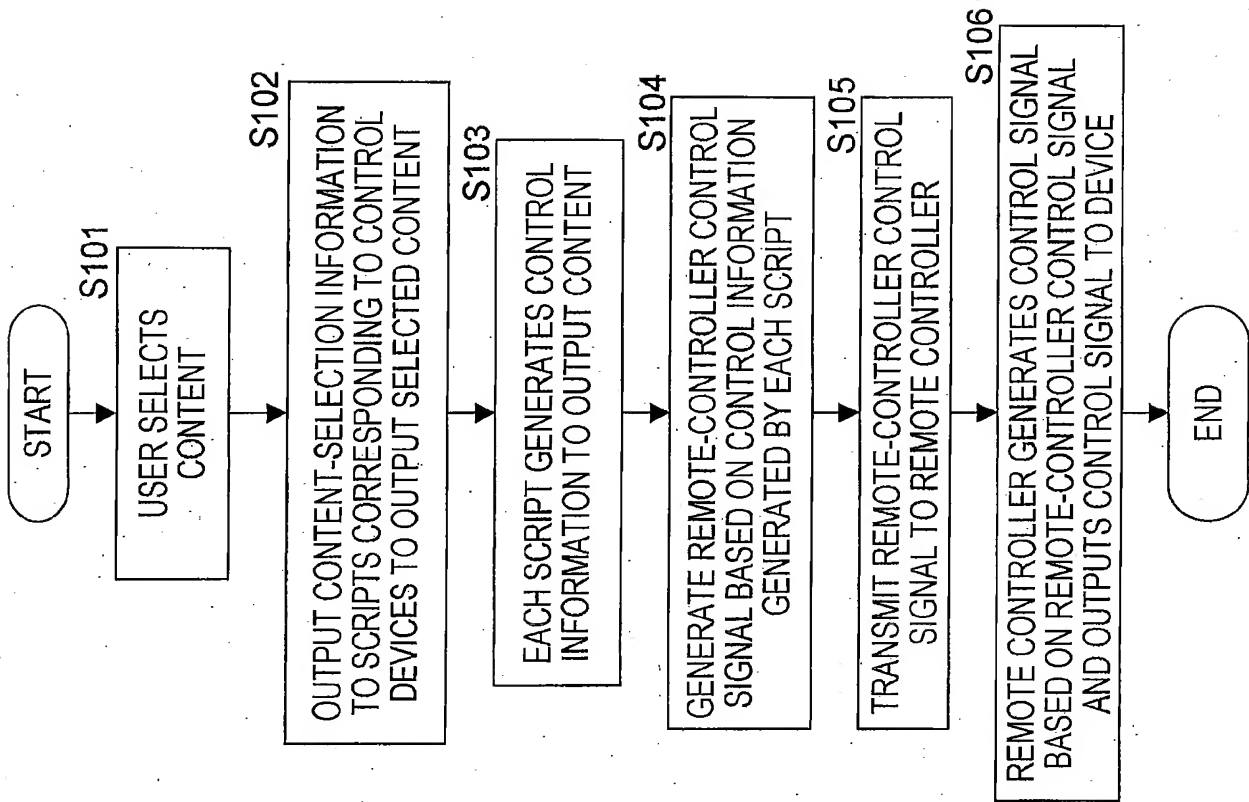 START
S101
USER SELECTS
CONTENT
S102
OUTPUT CONTENT-SELECTION INFORMATION
TO SCRIPTS CORRESPONDING TO CONTROL
DEVICES TO OUTPUT SELECTED CONTENT
S103
EACH SCRIPT GENERATES CONTROL
INFORMATION TO OUTPUT CONTENT
S104
GENERATE REMOTE-CONTROLLER CONTROL
SIGNAL BASED ON CONTROL INFORMATION
GENERATED BY EACH SCRIPT
S105
TRANSMIT REMOTE-CONTROLLER CONTROL
SIGNAL TO REMOTE CONTROLLER
S106
REMOTE CONTROLLER GENERATES CONTROL SIGNAL
BASED ON REMOTE-CONTROLLER CONTROL SIGNAL
AND OUTPUTS CONTROL SIGNAL TO DEVICE
END